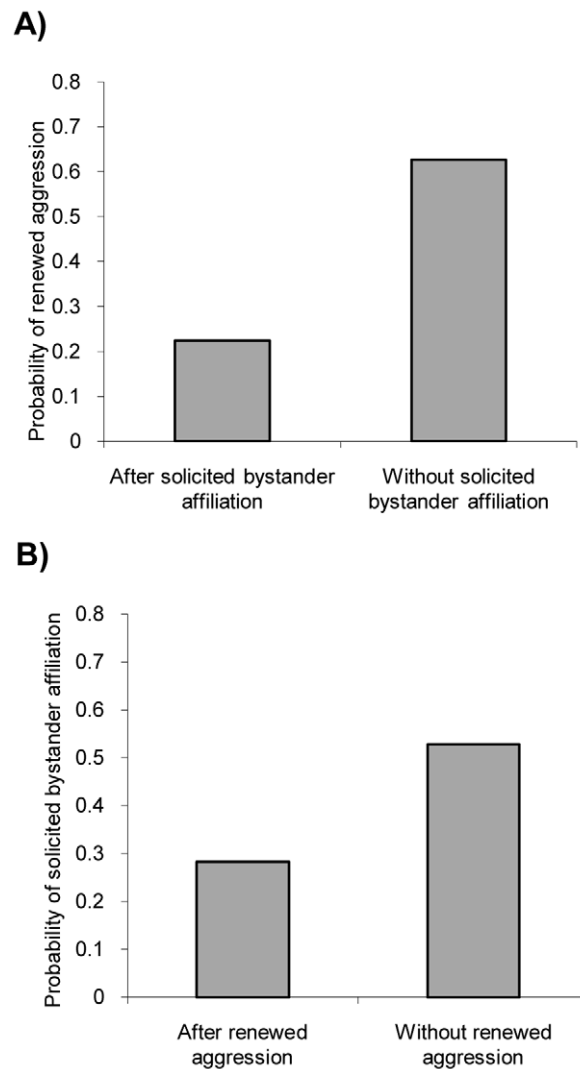 A)
Probability of renewed aggression
0.8
0.7
0.6
0.5
0.4
0.3
0.2
0.1
0
After solicited bystander
affiliation
Without solicited
bystander affiliation
B)
Probability of solicited bystander affiliation
0.8
0.7
0.6
0.5
0.4
0.3
0.2
0.1
0
After renewed
aggression
Without renewed
aggression